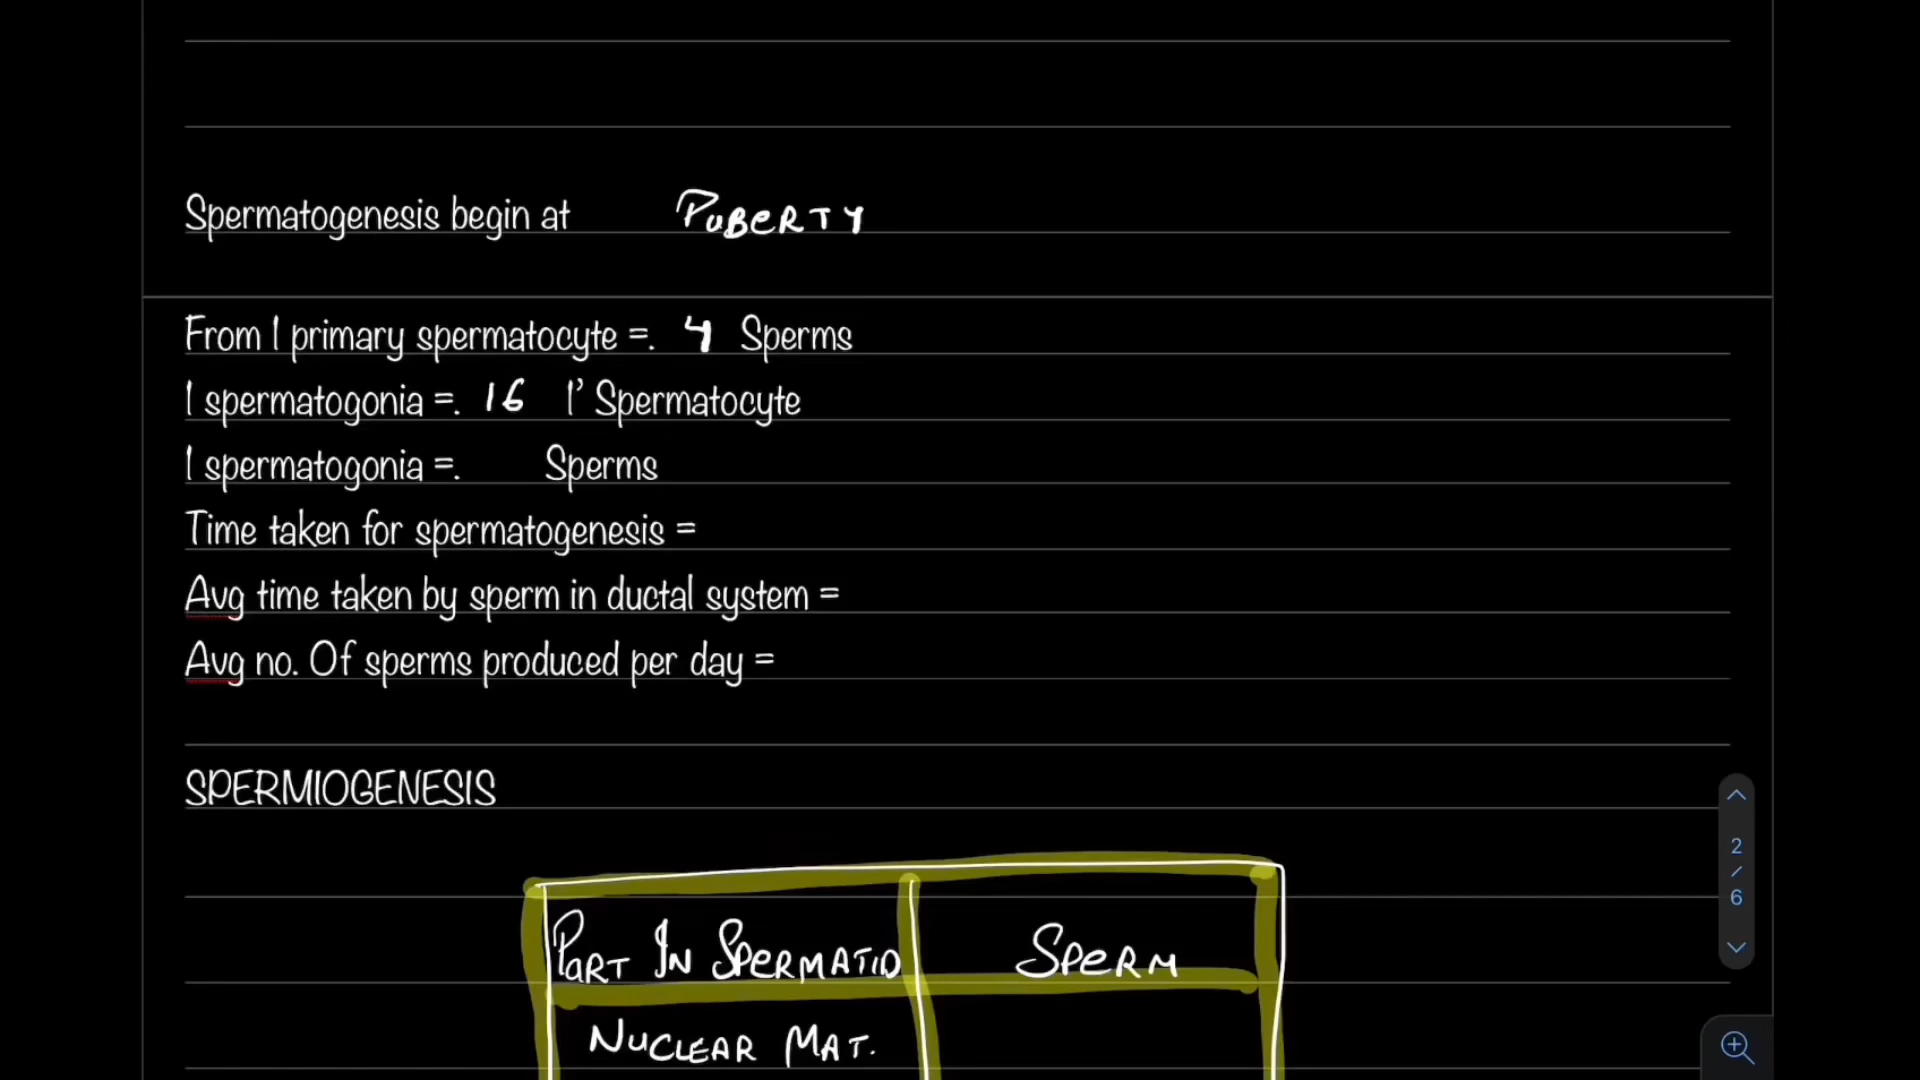 Spermatogenesis begin at PUBERTY
From 1 primary spermatocyte =. 4 Sperms
1 spermatogonia =. 16 1' Spermatocyte
1 spermatogonia =. Sperms
Time taken for spermatogenesis =
Avg time taken by sperm in ductal system =
Avg no. Of sperms produced per day =
SPERMIOGENESIS
PART IN SPERMATID SPERM
NUCLEAR MAT.
2
/
6